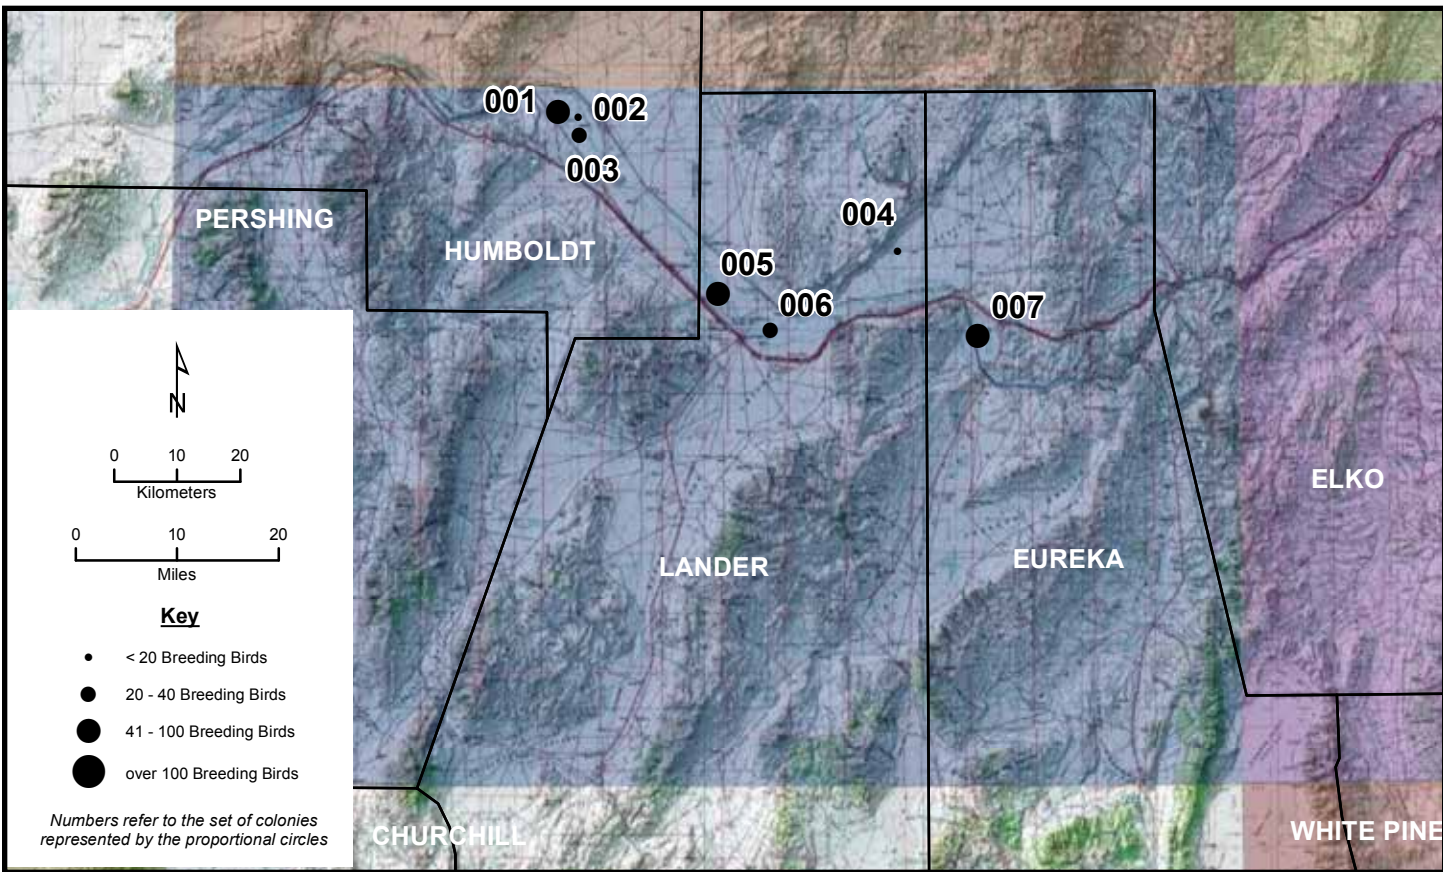 001
002
003
004
PERSHING
HUMBOLDT
005
006
007
N
0 10 20
Kilometers
0 10 20
Miles
ELKO
LANDER
EUREKA
Key
< 20 Breeding Birds
20 - 40 Breeding Birds
41 - 100 Breeding Birds
over 100 Breeding Birds
Numbers refer to the set of colonies
represented by the proportional circles
CHURCHILL
WHITE PINE